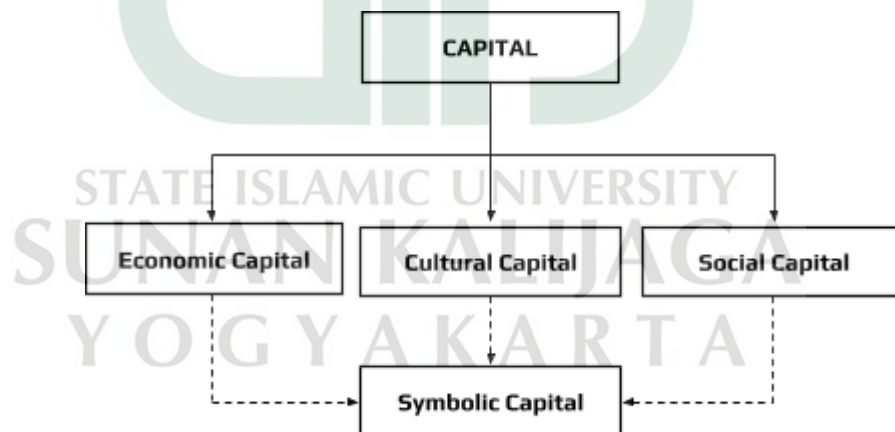 CAPITAL
STATE ISLAMIC UNIVERSITY
SUNAN KALIJAGA
Economic Capital
Cultural Capital
Social Capital
YOGYAKARTA
Symbolic Capital